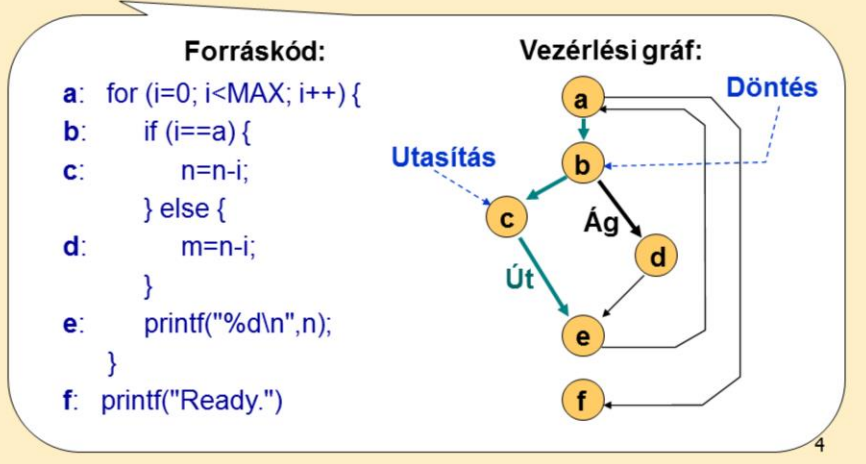 Forráskód:
a: for (i=0; i<MAX; i++) {
b: if (i==a) {
c: n=n-i;
} else {
d: m=n-i;
}
e: printf("%d\n",n);
}
f: printf("Ready.")
Vezérlési gráf:
a
Döntés
Utasítás
b
c
Ág
d
Út
e
f
4